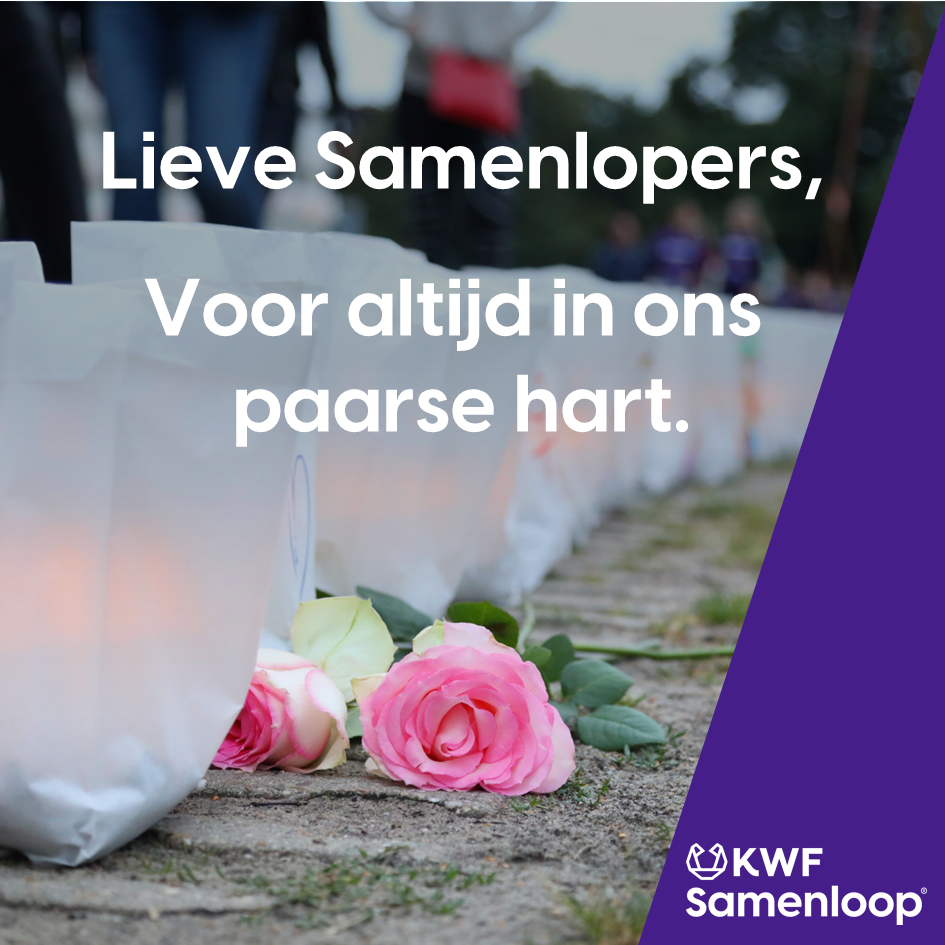 Lieve Samenlopers,
Voor altijd in ons
paarse hart.
KWF
Samenloop®